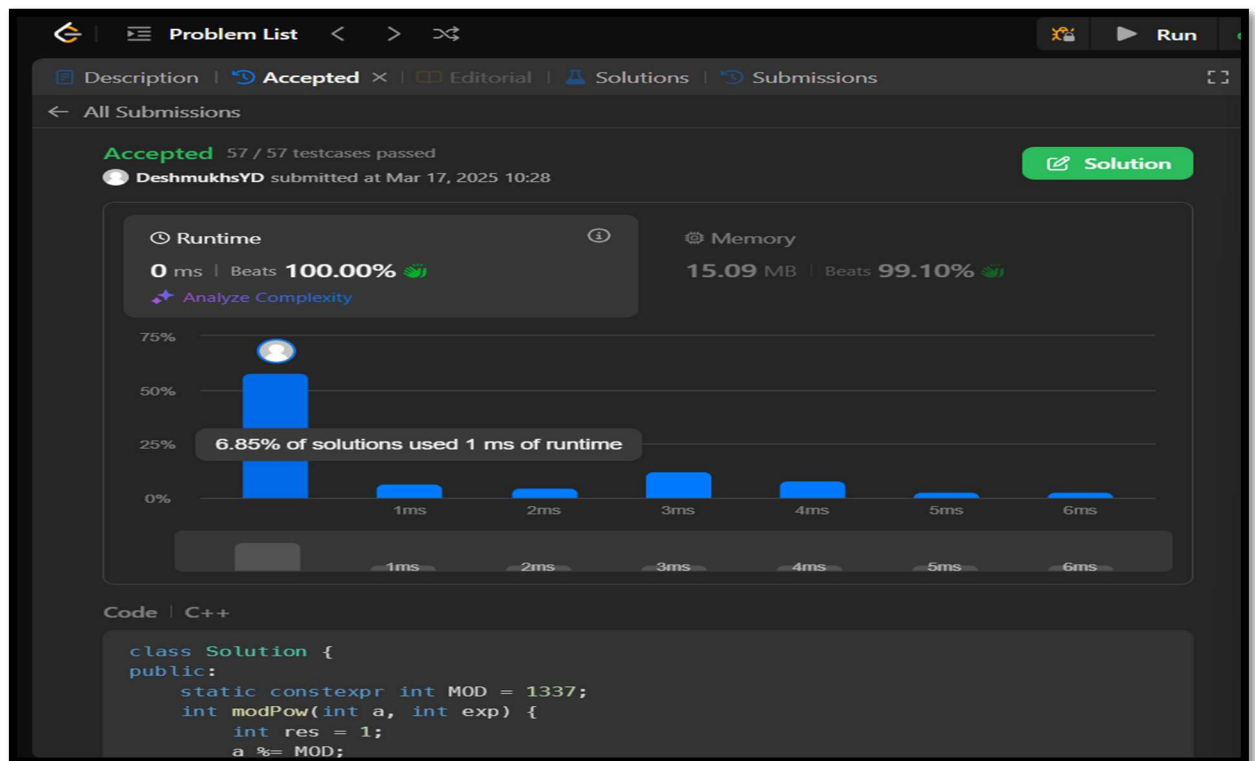 Problem List < > Run
Description | Accepted × | Editorial | Solutions | Submissions
← All Submissions
Accepted 57 / 57 testcases passed
DeshmukhsYD submitted at Mar 17, 2025 10:28
Solution
Runtime
Memory
0 ms | Beats 100.00%
15.09 MB | Beats 99.10%
Analyze Complexity
75%
50%
25%
6.85% of solutions used 1 ms of runtime
0%
1ms 2ms 3ms 4ms 5ms 6ms
1ms 2ms 3ms 4ms 5ms 6ms
Code | C++
class Solution {
public:
static constexpr int MOD = 1337;
int modPow(int a, int exp) {
int res = 1;
a %= MOD;